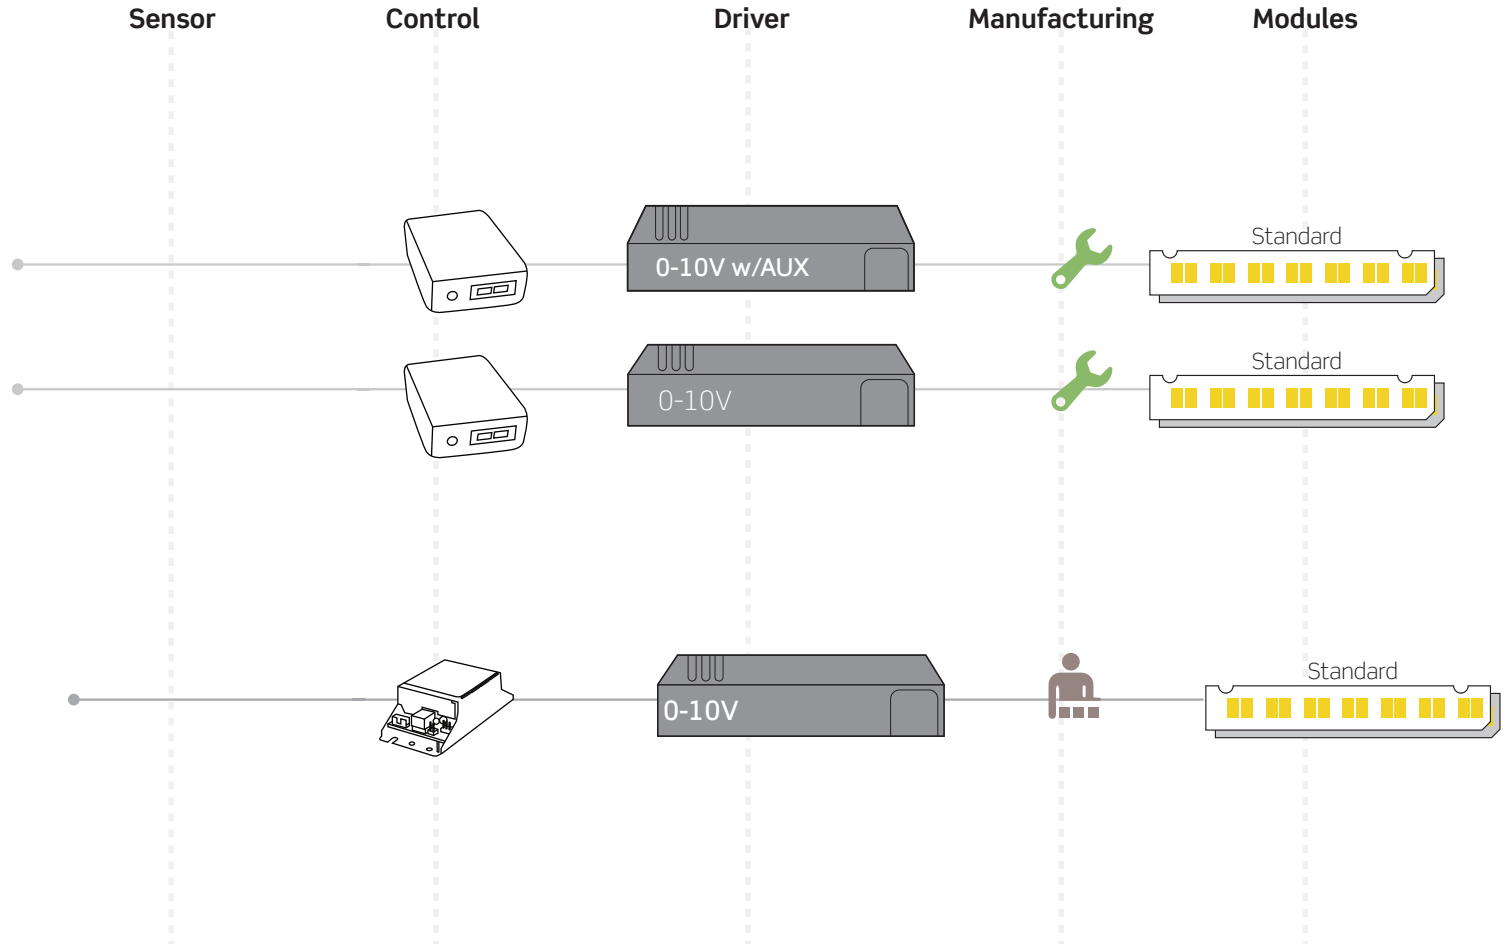 Sensor Control Driver Manufacturing Modules
Standard
0-10V w/AUX
Standard
0-10V
Standard
0-10V